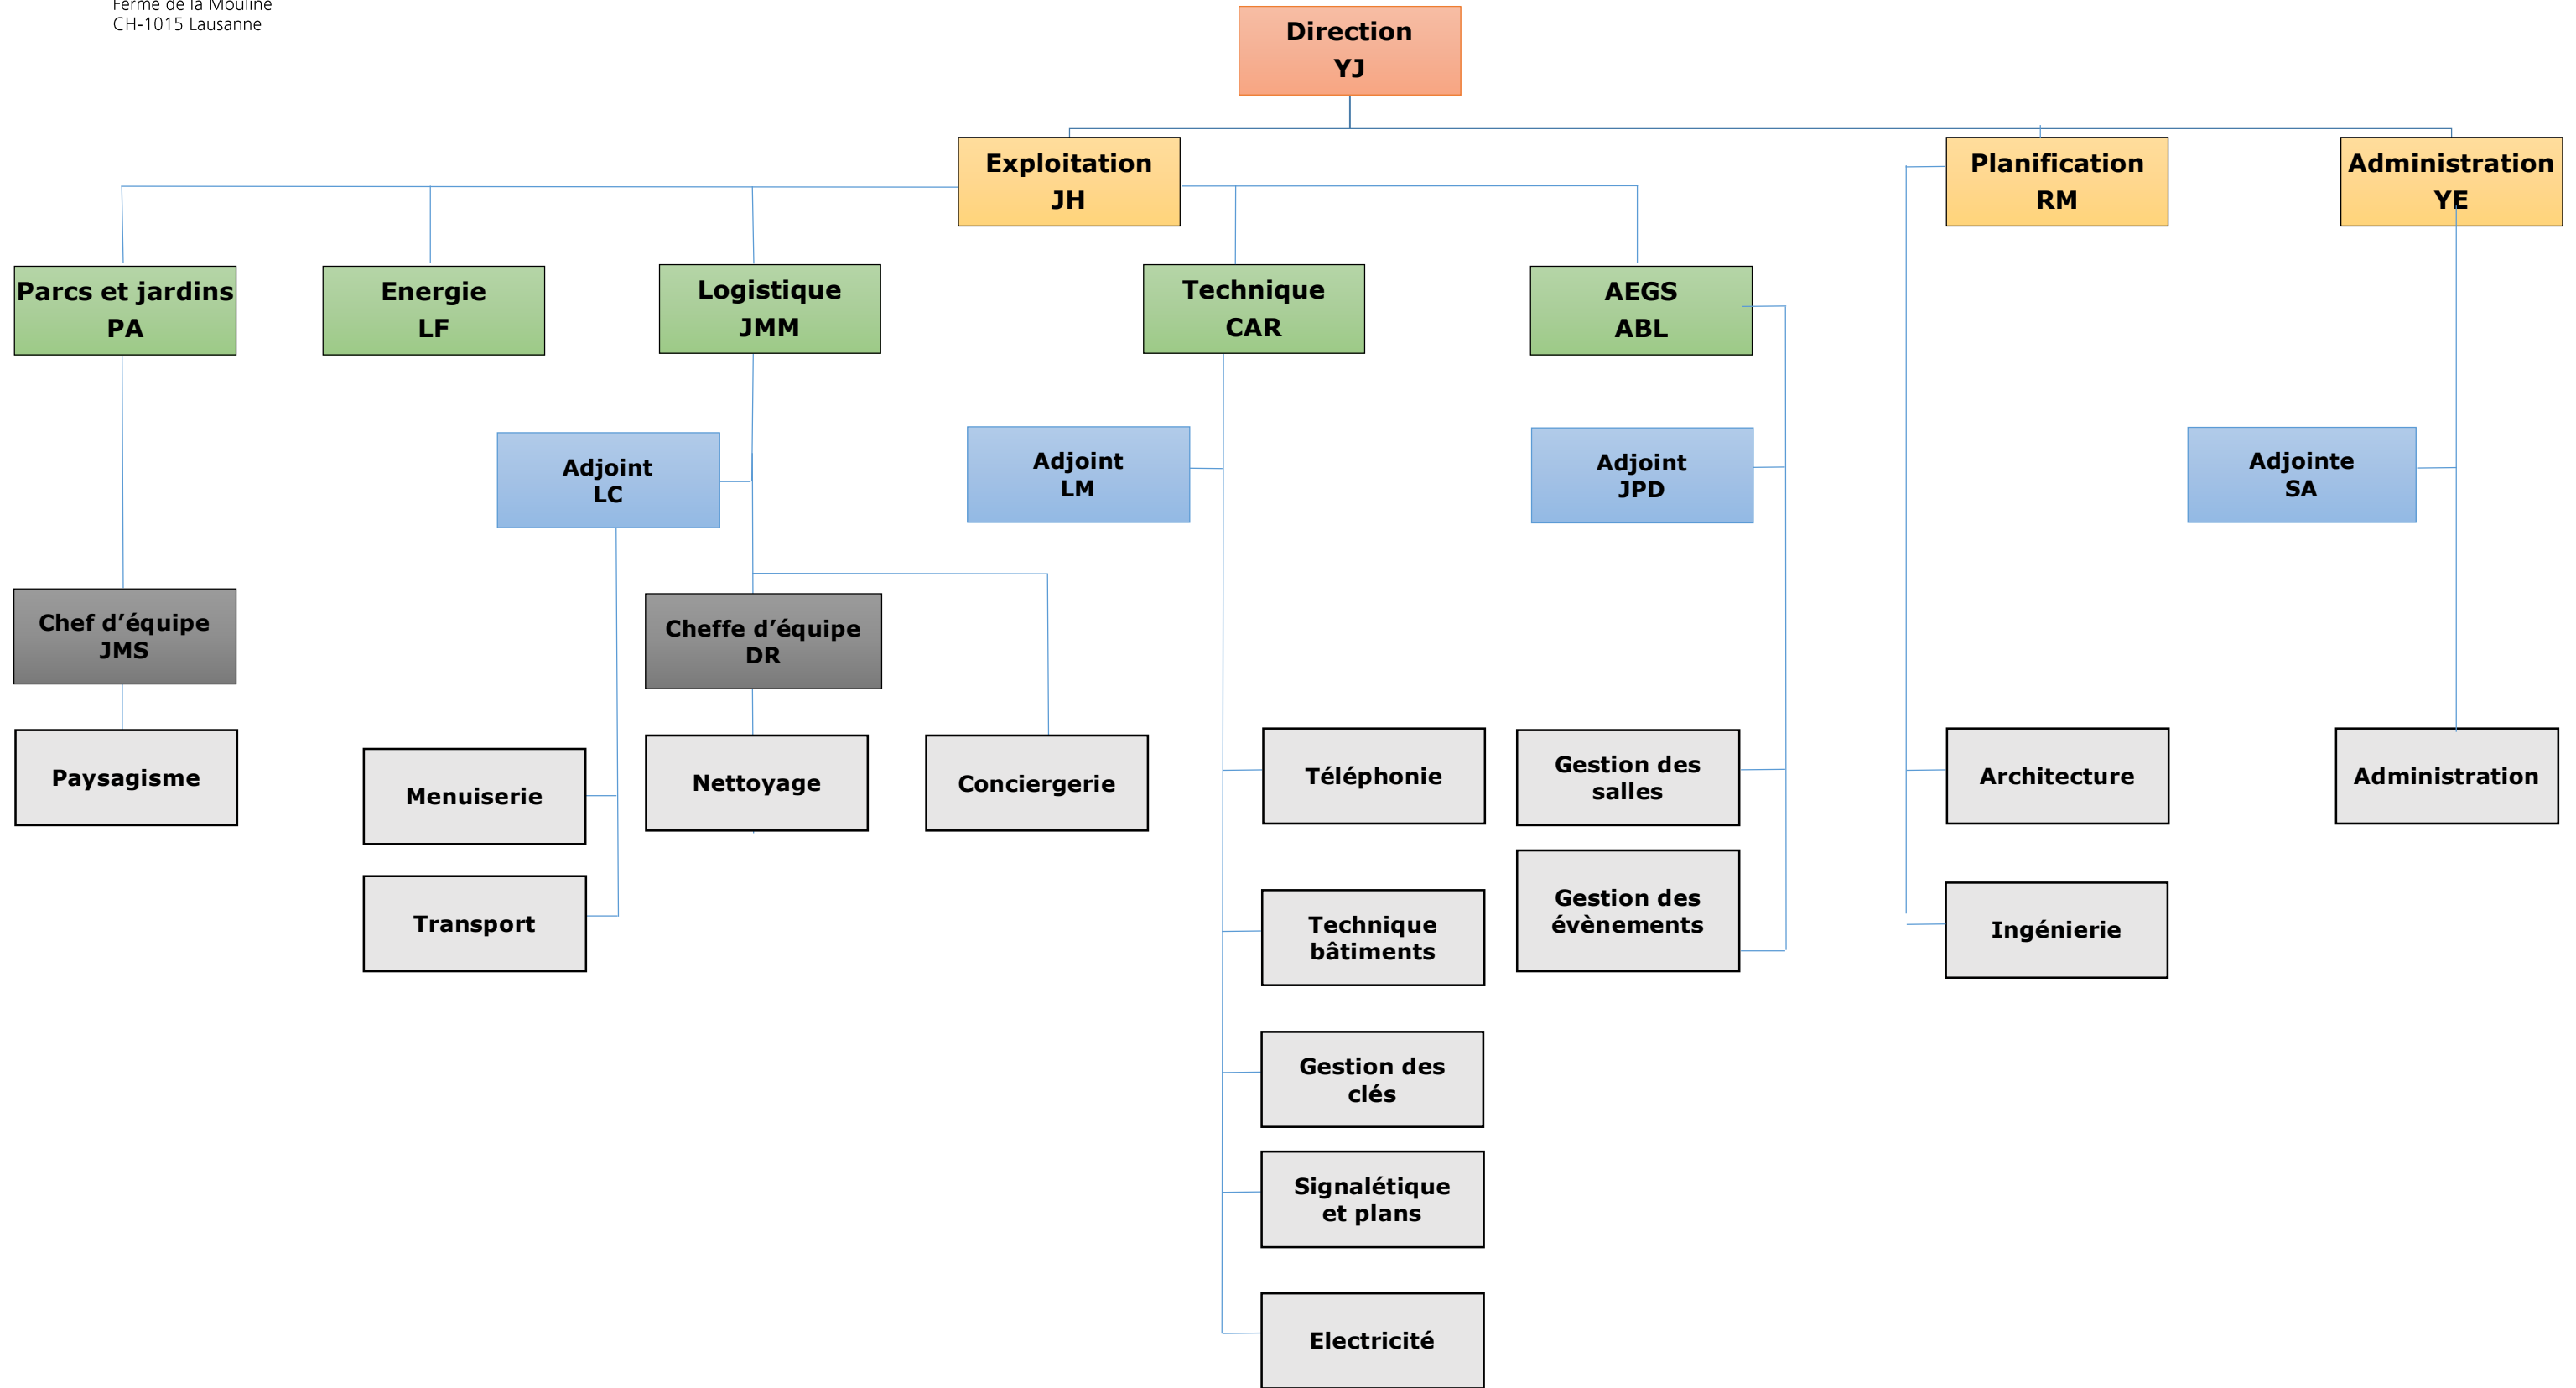 Ferme de la Mouline
CH-1015 Lausanne
Direction
YJ
Exploitation
JH
Planification
RM
Administration
YE
Parcs et jardins
PA
Energie
LF
Logistique
JMM
Technique
CAR
AEGS
ABL
Adjoint
LC
Adjoint
LM
Adjoint
JPD
Adjointe
SA
Chef d’équipe
JMS
Cheffe d’équipe
DR
Paysagisme
Menuiserie
Nettoyage
Conciergerie
Téléphonie
Gestion des
salles
Architecture
Administration
Transport
Technique
bâtiments
Gestion des
évènements
Ingénierie
Gestion des
clés
Signalétique
et plans
Electricité